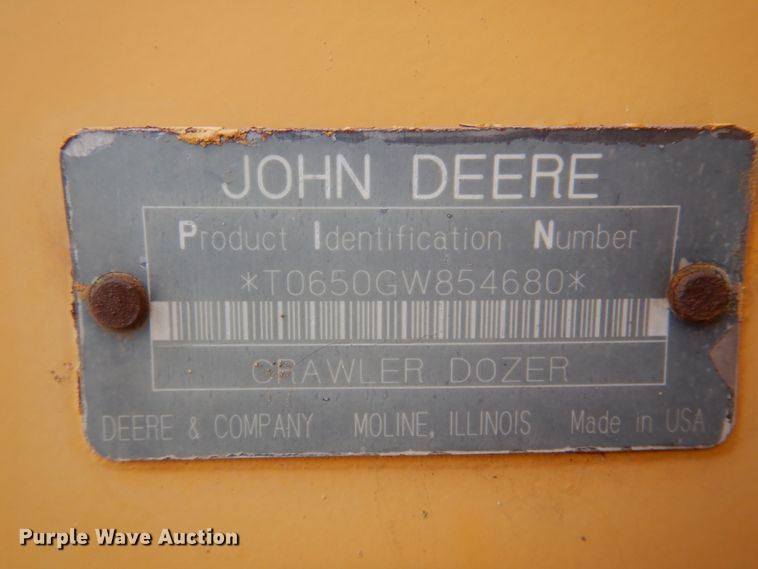 JOHN DEERE
Product Identification Number
*T0650GW854680*
CRAWLER DOZER
DEERE & COMPANY MOLINE, ILLINOIS Made in USA
Purple Wave Auction